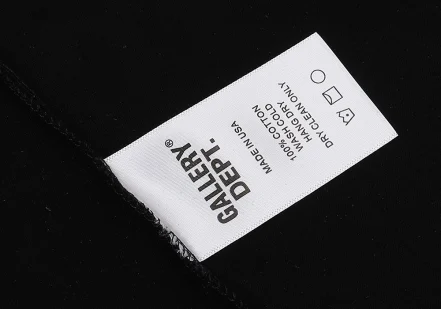 GALLERY®
DEPT.
MADE IN USA
100% COTTON
WASH COLD
HANG DRY
DRY CLEAN ONLY